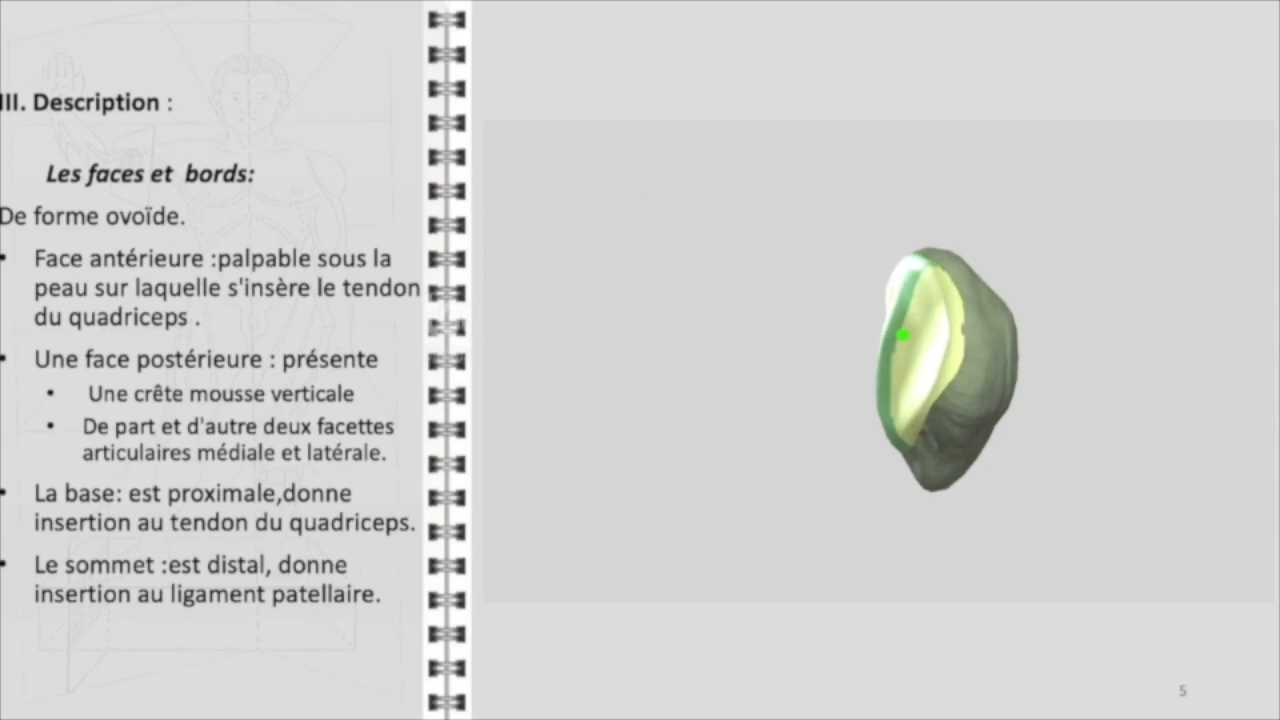 III. Description :
Les faces et bords:
De forme ovoïde.
• Face antérieure :palpable sous la
peau sur laquelle s'insère le tendon
du quadriceps .
• Une face postérieure : présente
• Une crête mousse verticale
• De part et d'autre deux facettes
articulaires médiale et latérale.
• La base: est proximale,donne
insertion au tendon du quadriceps.
• Le sommet :est distal, donne
insertion au ligament patellaire.
5